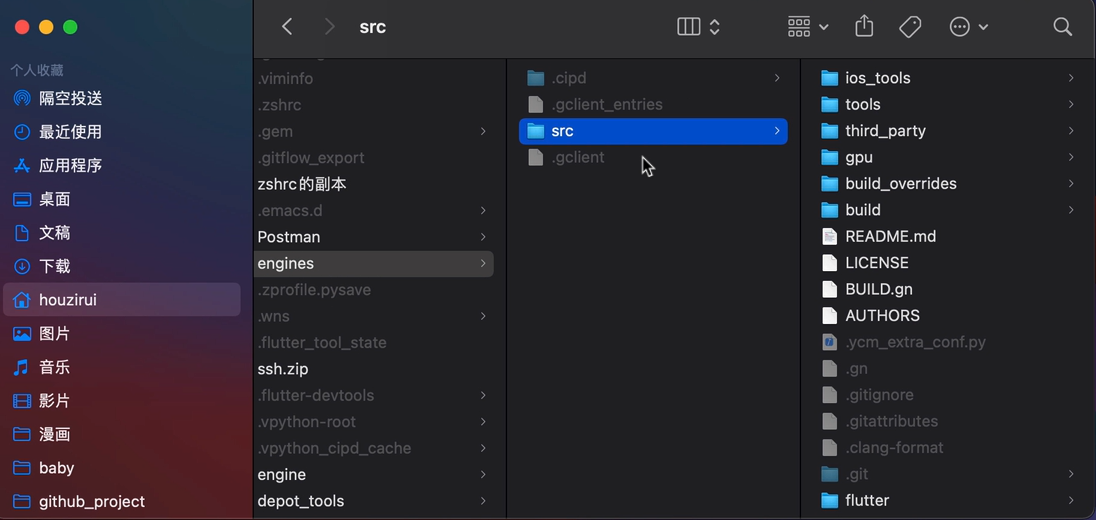 src
个人收藏
隔空投送
最近使用
应用程序
桌面
文稿
下载
houzirui
图片
音乐
影片
漫画
baby
github_project
.viminfo
.zshrc
.gem
.gitflow_export
zshrc的副本
.emacs.d
Postman
engines
.zprofile.pysave
.wns
.flutter_tool_state
ssh.zip
.flutter-devtools
.vpython-root
.vpython_cipd_cache
engine
depot_tools
.cipd
.gclient_entries
src
.gclient
ios_tools
tools
third_party
gpu
build_overrides
build
README.md
LICENSE
BUILD.gn
AUTHORS
.ycm_extra_conf.py
.gn
.gitignore
.gitattributes
.clang-format
.git
flutter